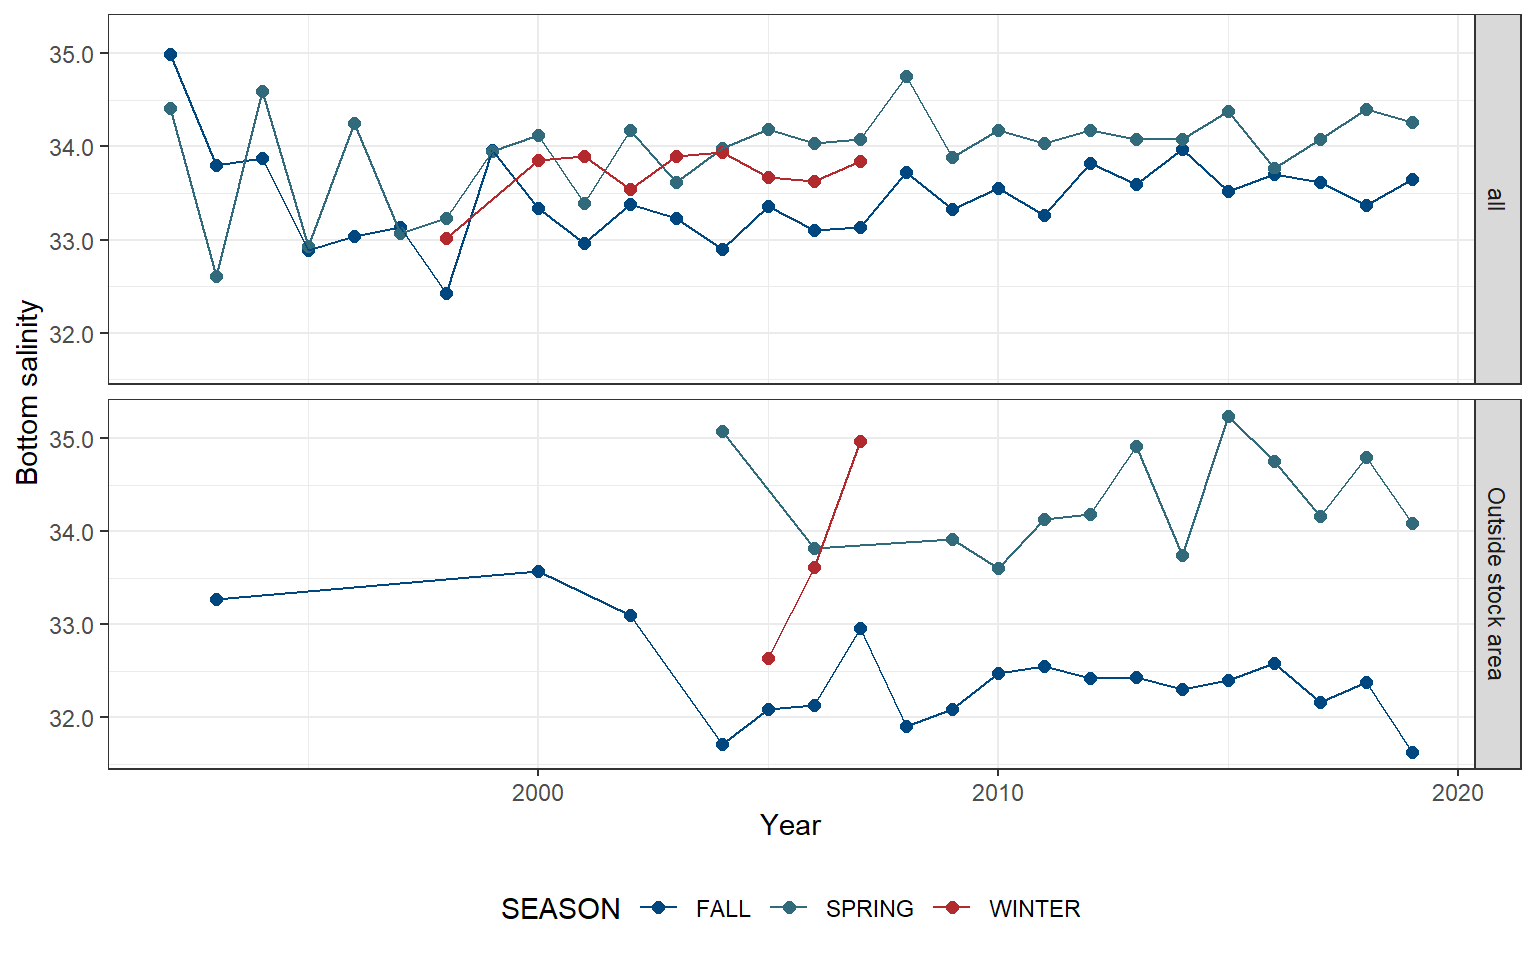 35.0
34.0
33.0
32.0
all
Bottom salinity
35.0
34.0
33.0
32.0
Outside stock area
2000 2010 2020
Year
SEASON FALL SPRING WINTER